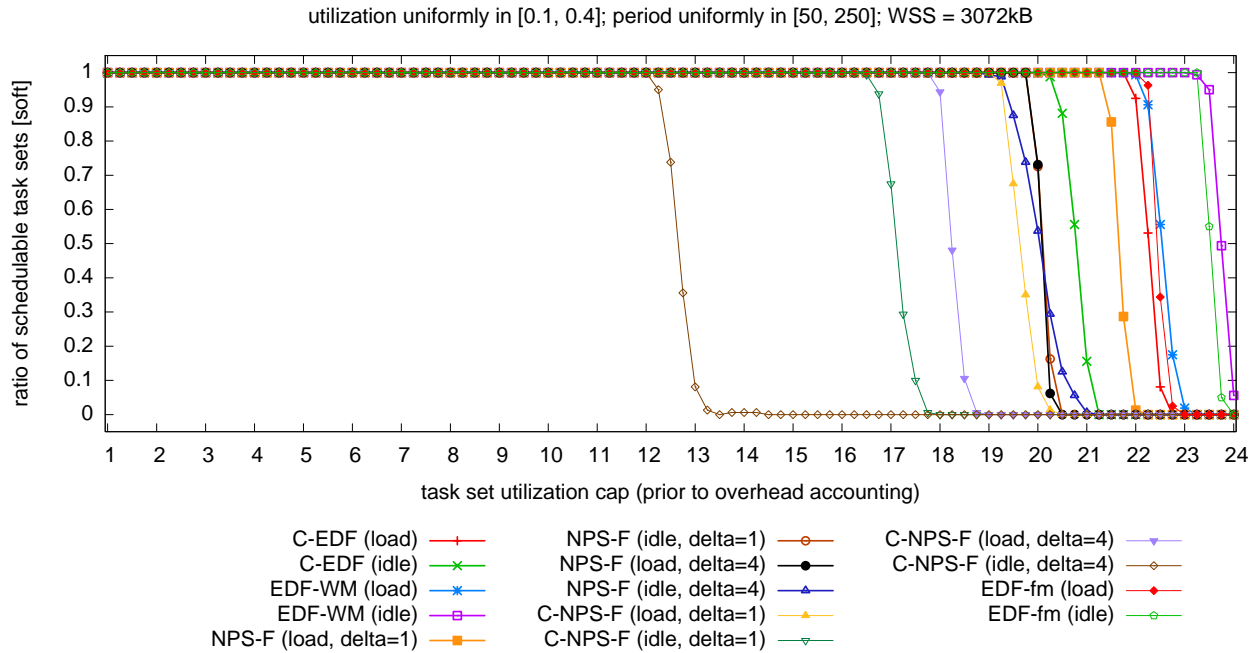 utilization uniformly in [0.1, 0.4]; period uniformly in [50, 250]; WSS = 3072kB
ratio of schedulable task sets [soft]
1
0.9
0.8
0.7
0.6
0.5
0.4
0.3
0.2
0.1
0
1 2 3 4 5 6 7 8 9 10 11 12 13 14 15 16 17 18 19 20 21 22 23 24
task set utilization cap (prior to overhead accounting)
C-EDF (load)
C-EDF (idle)
EDF-WM (load)
EDF-WM (idle)
NPS-F (load, delta=1)
NPS-F (idle, delta=1)
NPS-F (load, delta=4)
NPS-F (idle, delta=4)
C-NPS-F (load, delta=1)
C-NPS-F (idle, delta=1)
C-NPS-F (load, delta=4)
C-NPS-F (idle, delta=4)
EDF-fm (load)
EDF-fm (idle)